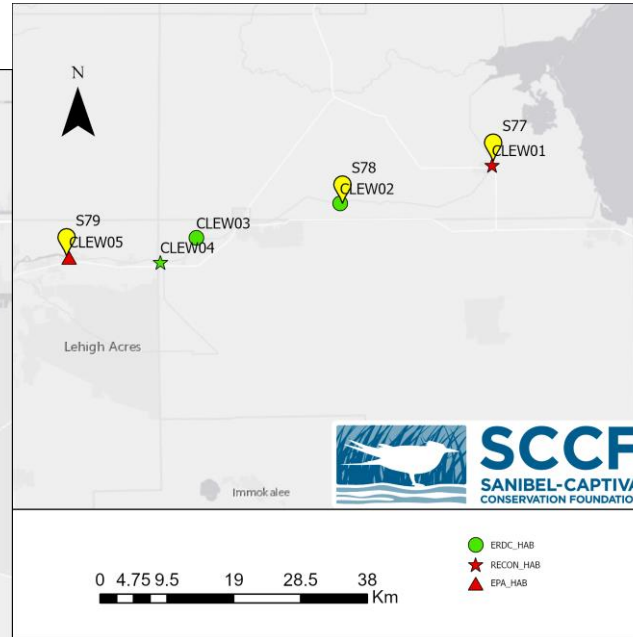 N
S77
CLEW01
S78
CLEW02
S79
CLEW03
CLEW05
CLEW04
Lehigh Acres
SCCF
SANIBEL-CAPTIVA
CONSERVATION FOUNDATION
Immokalee
ERDC_HAB
RECON_HAB
EPA_HAB
0 4.75 9.5 19 28.5 38
Km